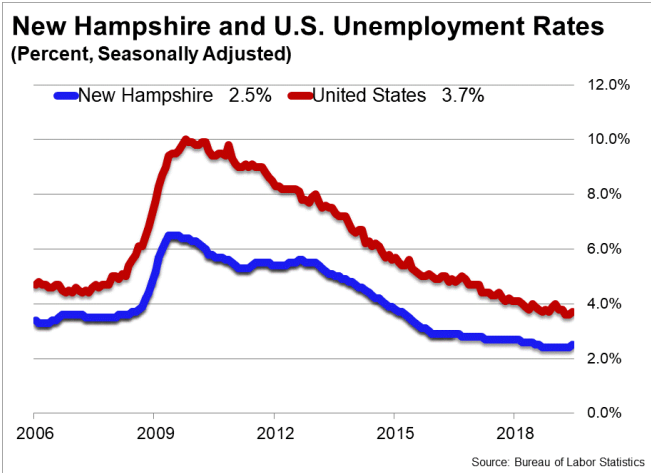 New Hampshire and U.S. Unemployment Rates
(Percent, Seasonally Adjusted)
New Hampshire 2.5% United States 3.7%
12.0%
10.0%
8.0%
6.0%
4.0%
2.0%
0.0%
2006 2009 2012 2015 2018
Source: Bureau of Labor Statistics